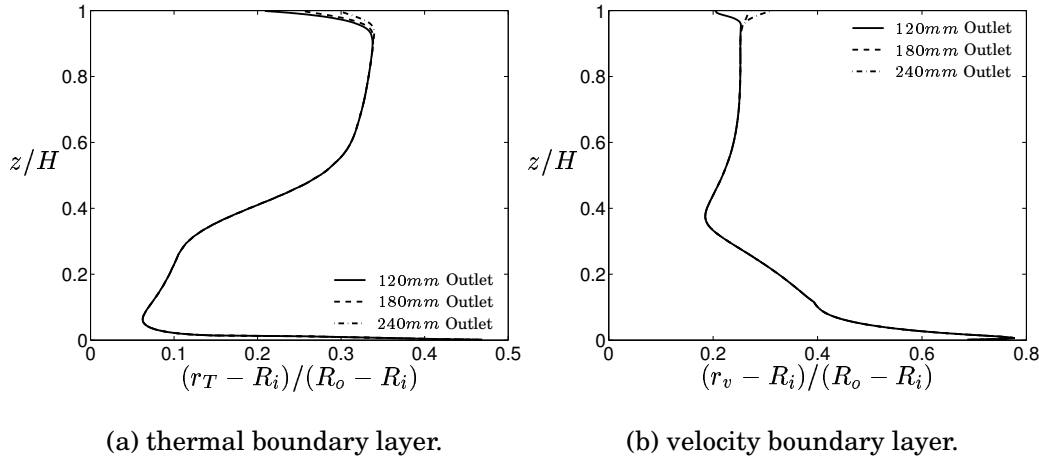 1
0.8
0.6
z/H
0.4
0.2
0
120mm Outlet
180mm Outlet
240mm Outlet
0 0.1 0.2 0.3 0.4 0.5
(r_T − R_i)/(R_o − R_i)
(a) thermal boundary layer.
1
0.8
0.6
z/H
0.4
0.2
0
120mm Outlet
180mm Outlet
240mm Outlet
0 0.2 0.4 0.6 0.8
(r_v − R_i)/(R_o − R_i)
(b) velocity boundary layer.